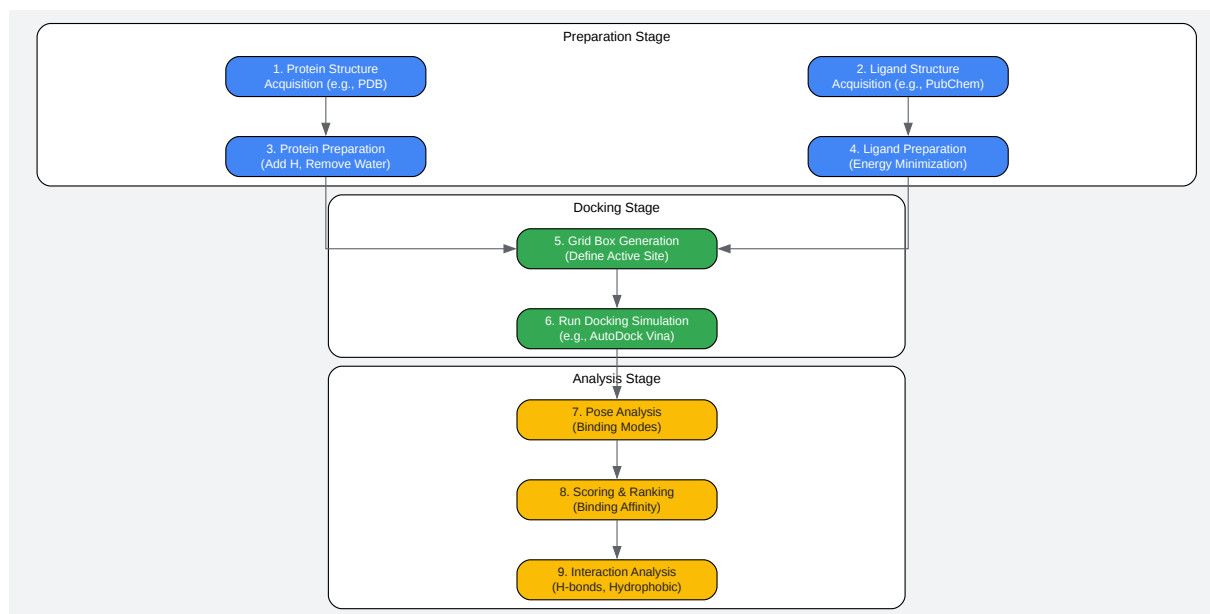 Preparation Stage
1. Protein Structure
Acquisition (e.g., PDB)
2. Ligand Structure
Acquisition (e.g., PubChem)
3. Protein Preparation
(Add H, Remove Water)
4. Ligand Preparation
(Energy Minimization)
Docking Stage
5. Grid Box Generation
(Define Active Site)
6. Run Docking Simulation
(e.g., AutoDock Vina)
Analysis Stage
7. Pose Analysis
(Binding Modes)
8. Scoring & Ranking
(Binding Affinity)
9. Interaction Analysis
(H-bonds, Hydrophobic)